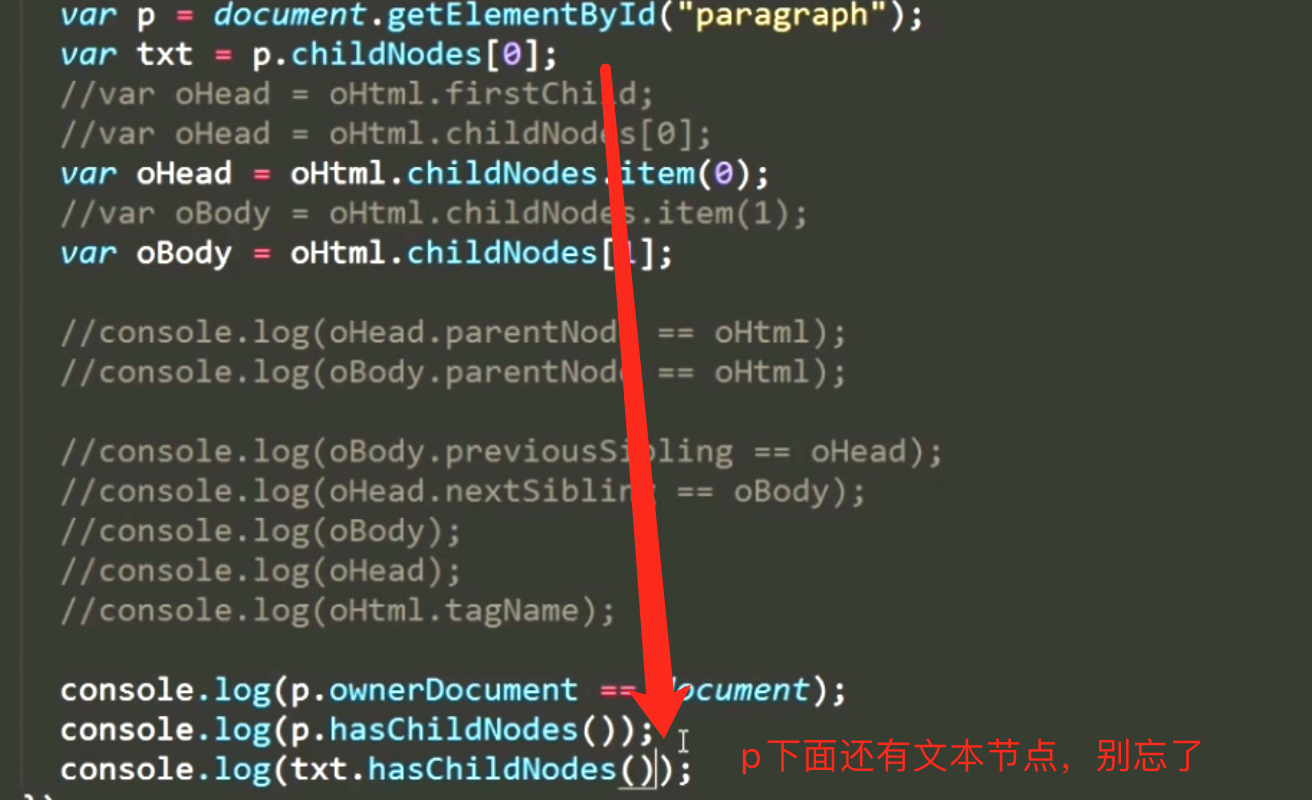 var p = document.getElementById("paragraph");
var txt = p.childNodes[0];
//var oHead = oHtml.firstChild;
//var oHead = oHtml.childNodes[0];
var oHead = oHtml.childNodes.item(0);
//var oBody = oHtml.childNodes.item(1);
var oBody = oHtml.childNodes[1];
//console.log(oHead.parentNode == oHtml);
//console.log(oBody.parentNode == oHtml);
//console.log(oBody.previousSibling == oHead);
//console.log(oHead.nextSibling == oBody);
//console.log(oBody);
//console.log(oHead);
//console.log(oHtml.tagName);
console.log(p.ownerDocument == document);
console.log(p.hasChildNodes());
console.log(txt.hasChildNodes());
p下面还有文本节点，别忘了